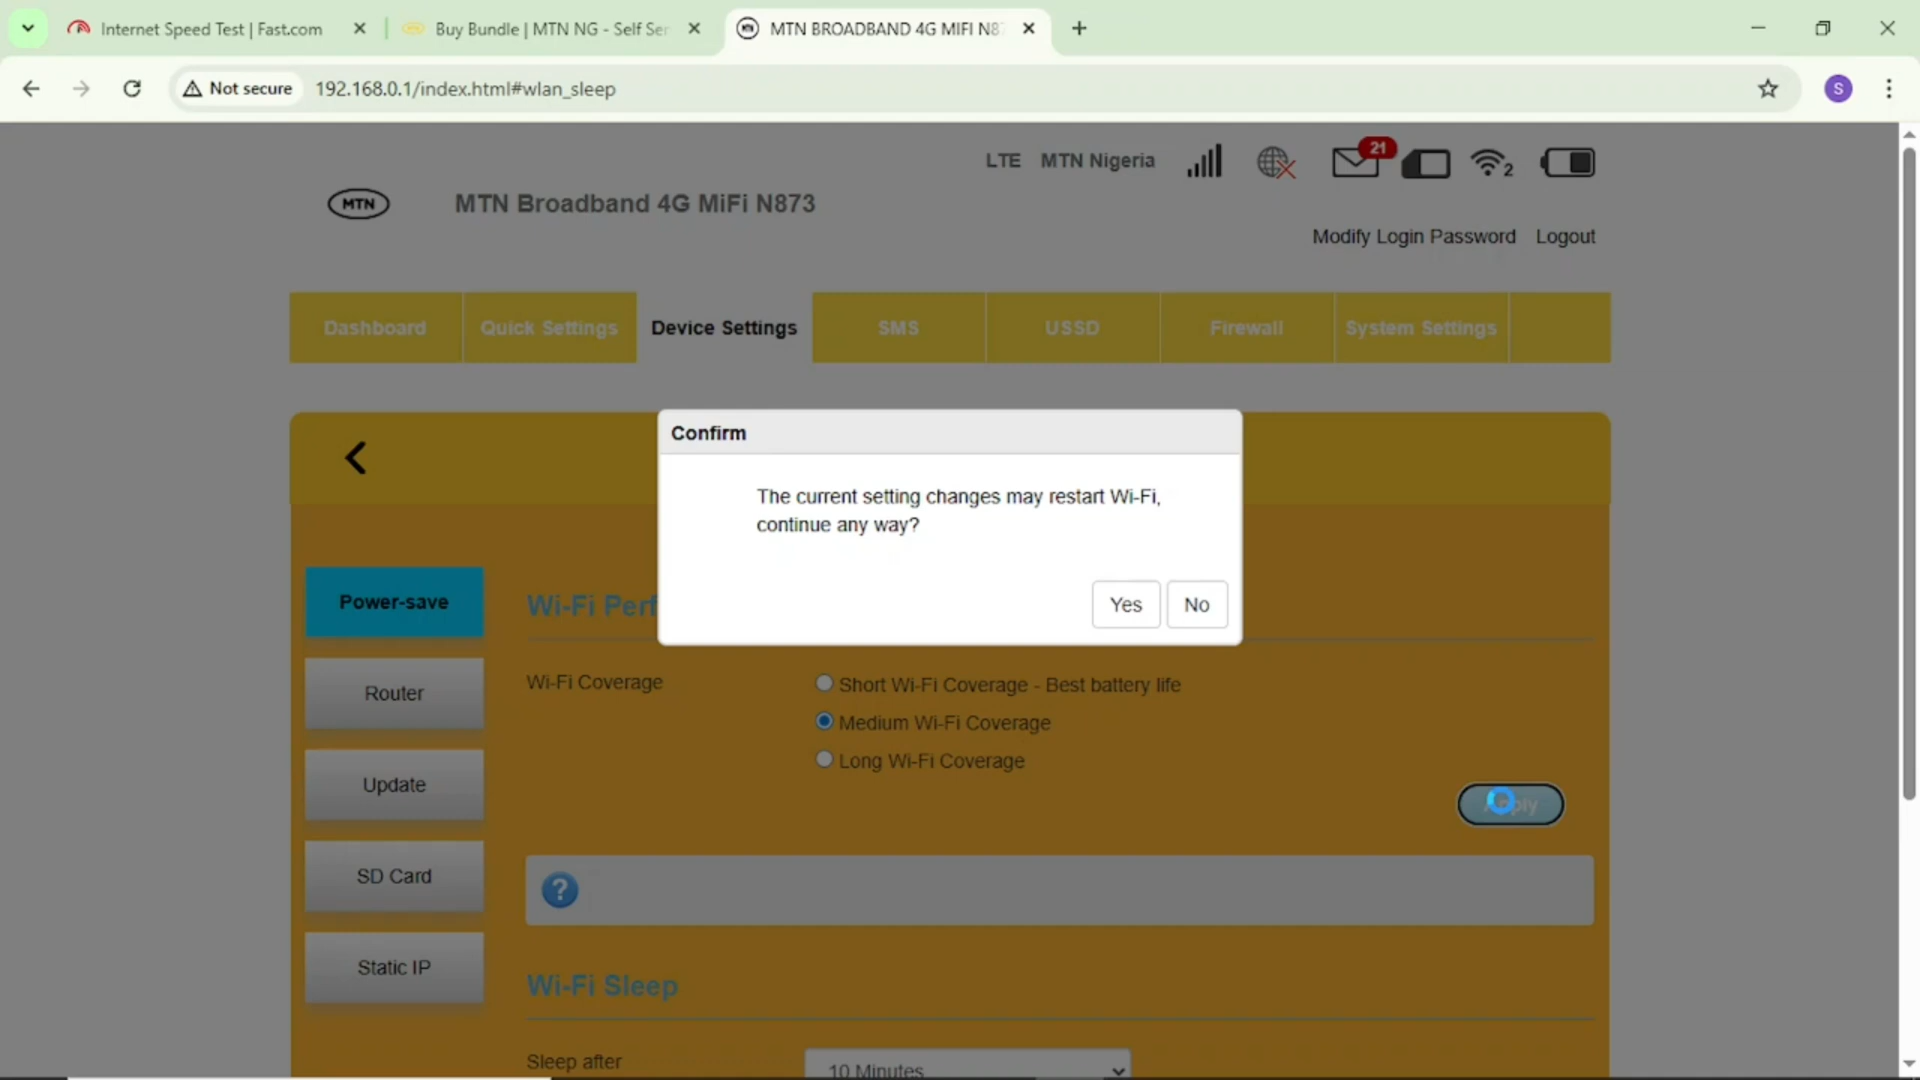 Internet Speed Test | Fast.com
Buy Bundle | MTN NG - Self Ser
MTN BROADBAND 4G MIFI N87
Not secure
192.168.0.1/index.html#wlan_sleep
S
LTE MTN Nigeria
21
2
MTN
MTN Broadband 4G MiFi N873
Modify Login Password Logout
Dashboard
Quick Settings
Device Settings
SMS
USSD
Firewall
System Settings
Confirm
The current setting changes may restart Wi-Fi,
continue any way?
Yes
No
Power-save
Router
Update
SD Card
Static IP
Wi-Fi Perf
Wi-Fi Coverage
Short Wi-Fi Coverage - Best battery life
Medium Wi-Fi Coverage
Long Wi-Fi Coverage
Apply
?
Wi-Fi Sleep
Sleep after
10 Minutes